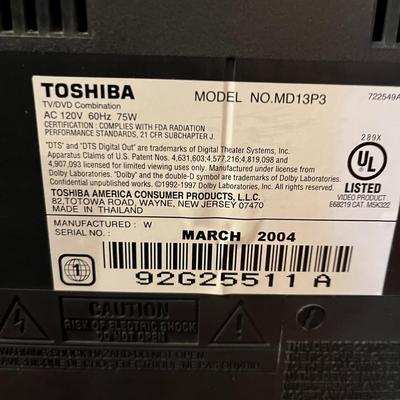 TOSHIBA
MODEL NO.MD13P3
722549A
TV/DVD Combination
AC 120V 60Hz 75W
CERTIFICATION : COMPLIES WITH FDA RADIATION
PERFORMANCE STANDARDS, 21 CFR SUBCHAPTER J.
289X
"DTS" and "DTS Digital Out" are trademarks of Digital Theater Systems, Inc.
Apparatus Claims of U.S. Patent Nos. 4,631,603; 4,577,216; 4,819,098 and
4,907,093 licensed for limited viewing uses only. Manufactured under license from
Dolby Laboratories. "Dolby" and the double-D symbol are trademarks of
Dolby Laboratories.
Confidential unpublished works. ©1992-1997 Dolby Laboratories, Inc. All rights reserved.
UL
®
LISTED
VIDEO PRODUCT
E68219 CAT. M5K322
TOSHIBA AMERICA CONSUMER PRODUCTS, L.L.C.
82, TOTOWA ROAD, WAYNE, NEW JERSEY 07470
MADE IN THAILAND
MANUFACTURED : W
SERIAL NO. :
MARCH 2004
1
92G25511 A
CAUTION
RISK OF ELECTRIC SHOCK
DO NOT OPEN